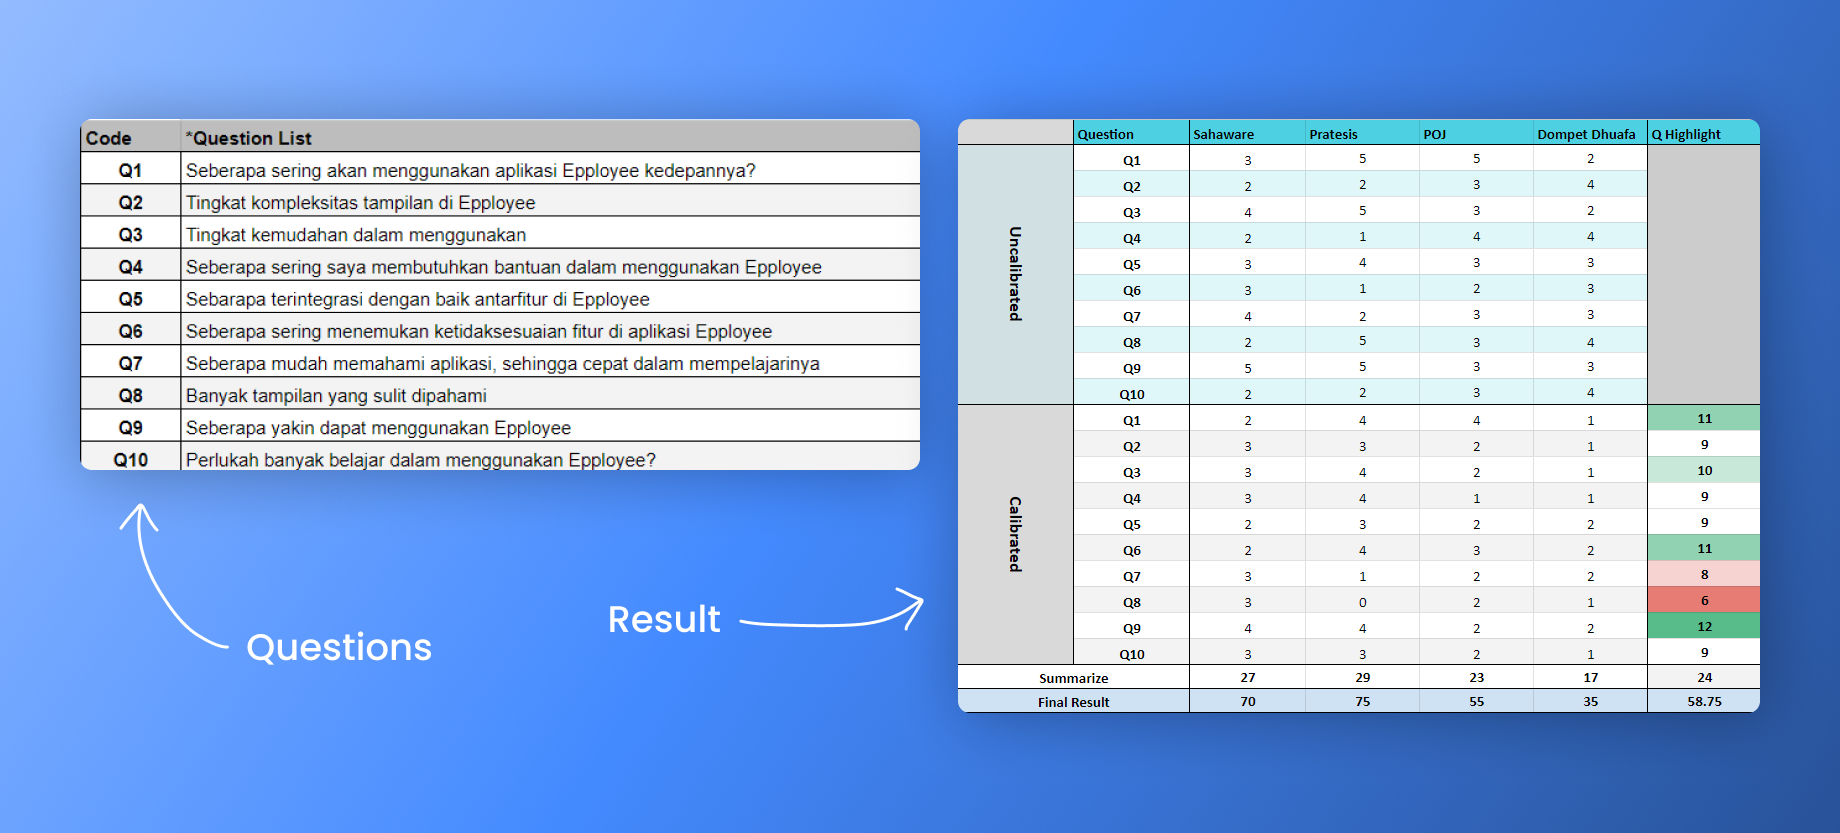 Code *Question List
Q1 Seberapa sering akan menggunakan aplikasi Epployee kedepannya?
Q2 Tingkat kompleksitas tampilan di Epployee
Q3 Tingkat kemudahan dalam menggunakan
Q4 Seberapa sering saya membutuhkan bantuan dalam menggunakan Epployee
Q5 Sebarapa terintegrasi dengan baik antarfitur di Epployee
Q6 Seberapa sering menemukan ketidaksesuaian fitur di aplikasi Epployee
Q7 Seberapa mudah memahami aplikasi, sehingga cepat dalam mempelajarinya
Q8 Banyak tampilan yang sulit dipahami
Q9 Seberapa yakin dapat menggunakan Epployee
Q10 Perlukah banyak belajar dalam menggunakan Epployee?
Questions
Result
Question Sahaware Pratesis POJ Dompet Dhuafa Q Highlight
Uncalibrated
Q1 3 5 5 2
Q2 2 2 3 4
Q3 4 5 3 2
Q4 2 1 4 4
Q5 3 4 3 3
Q6 3 1 2 3
Q7 4 2 3 3
Q8 2 5 3 4
Q9 5 5 3 3
Q10 2 2 3 4
Calibrated
Q1 2 4 4 1 11
Q2 3 3 2 1 9
Q3 3 4 2 1 10
Q4 3 4 1 1 9
Q5 2 3 2 2 9
Q6 2 4 3 2 11
Q7 3 1 2 2 8
Q8 3 0 2 1 6
Q9 4 4 2 2 12
Q10 3 3 2 1 9
Summarize 27 29 23 17 24
Final Result 70 75 55 35 58.75